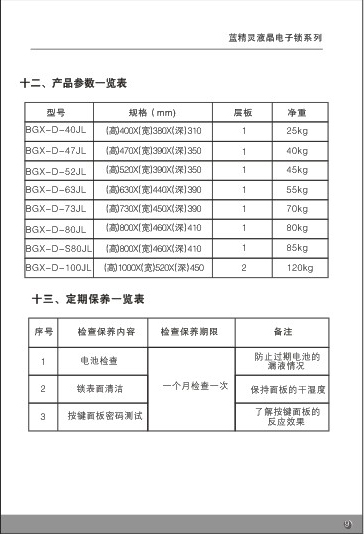 蓝精灵液晶电子锁系列
十二、产品参数一览表
型号 规格 (mm) 层板 净重
BGX-D-40JL (高)400X(宽)380X(深)310 1 25kg
BGX-D-47JL (高)470X(宽)390X(深)350 1 40kg
BGX-D-52JL (高)520X(宽)390X(深)350 1 45kg
BGX-D-63JL (高)630X(宽)440X(深)390 1 55kg
BGX-D-73JL (高)730X(宽)450X(深)390 1 70kg
BGX-D-80JL (高)800X(宽)460X(深)410 1 80kg
BGX-D-S80JL (高)800X(宽)460X(深)410 1 85kg
BGX-D-100JL (高)1000X(宽)520X(深)450 2 120kg
十三、定期保养一览表
序号 检查保养内容 检查保养期限 备注
1 电池检查 防止过期电池的
漏液情况
2 锁表面清洁 一个月检查一次 保持面板的干湿度
3 按键面板密码测试 了解按键面板的
反应效果
9